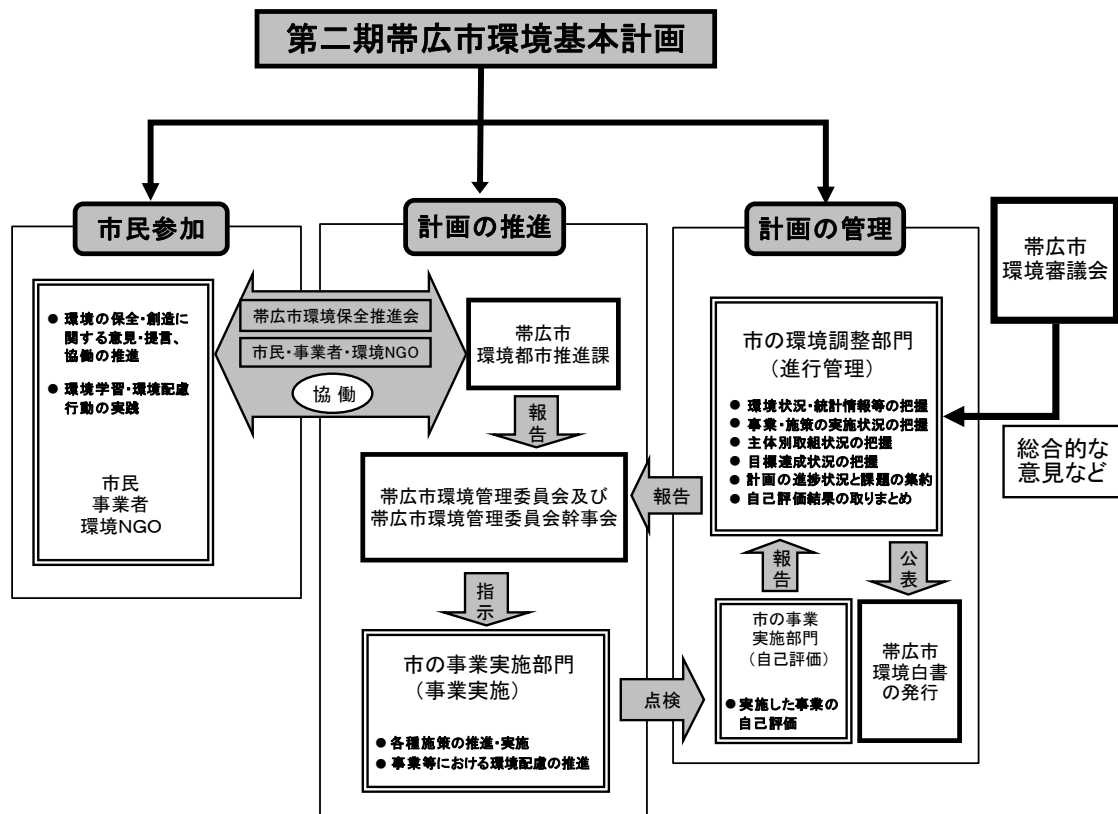 第二期帯広市環境基本計画
市民参加
● 環境の保全・創造に
関する意見・提言、
協働の推進
● 環境学習・環境配慮
行動の実践
市民
事業者
環境NGO
計画の推進
帯広市環境保全推進会
市民・事業者・環境NGO
協 働
帯広市
環境都市推進課
報告
帯広市環境管理委員会及び
帯広市環境管理委員会幹事会
指示
市の事業実施部門
(事業実施)
● 各種施策の推進・実施
● 事業等における環境配慮の推進
報告
点検
計画の管理
市の環境調整部門
(進行管理)
● 環境状況・統計情報等の把握
● 事業・施策の実施状況の把握
● 主体別取組状況の把握
● 目標達成状況の把握
● 計画の進捗状況と課題の集約
● 自己評価結果の取りまとめ
報告
公表
市の事業
実施部門
(自己評価)
● 実施した事業の
自己評価
帯広市
環境白書
の発行
帯広市
環境審議会
総合的な
意見など